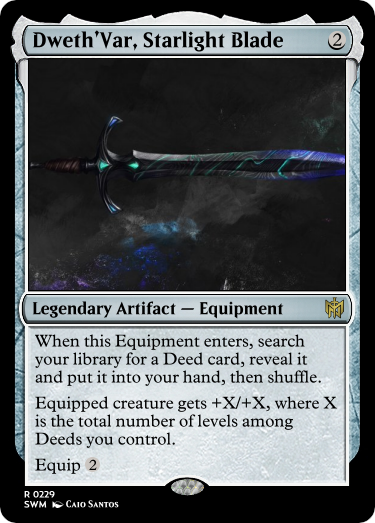 Dweth'Var, Starlight Blade 2
Legendary Artifact — Equipment
When this Equipment enters, search
your library for a Deed card, reveal it
and put it into your hand, then shuffle.
Equipped creature gets +X/+X, where X
is the total number of levels among
Deeds you control.
Equip 2
R 0229
SWM Caio Santos